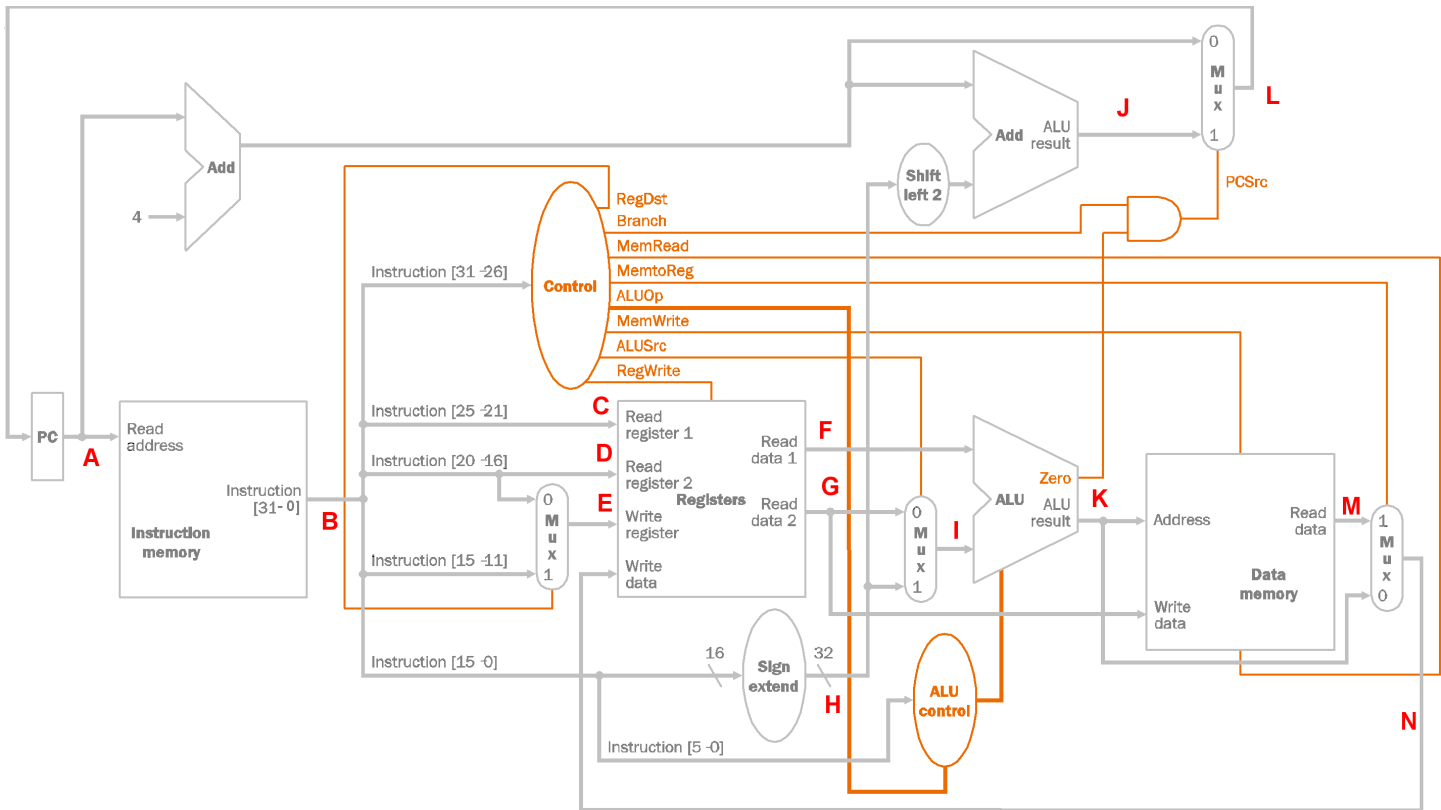 0
M
u
x
1
L
J
Add
ALU
result
Add
4
Shift
left 2
PCSrc
RegDst
Branch
MemRead
MemtoReg
ALUOp
MemWrite
ALUSrc
RegWrite
Control
Instruction [31-26]
PC
A
Read
address
Instruction
[31-0]
Instruction
memory
B
Instruction [25-21]
C
Instruction [20-16]
D
Instruction [15-11]
0
M
u
x
1
E
Read
register 1
Read
register 2
Write
register
Write
data
Registers
Read
data 1
Read
data 2
F
G
0
M
u
x
1
I
Zero
ALU
ALU
result
K
Address
Read
data
Data
memory
Write
data
M
1
M
u
x
0
Instruction [15-0]
16
Sign
extend
32
H
ALU
control
N
Instruction [5-0]